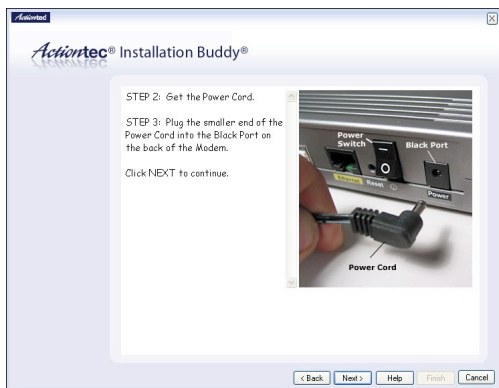 Actiontec
Actiontec® Installation Buddy®
STEP 2: Get the Power Cord.
STEP 3: Plug the smaller end of the
Power Cord into the Black Port on
the back of the Modem.
Click NEXT to continue.
Power
Switch
Black Port
Ethernet
Reset
Power
Power Cord
< Back
Next >
Help
Finish
Cancel